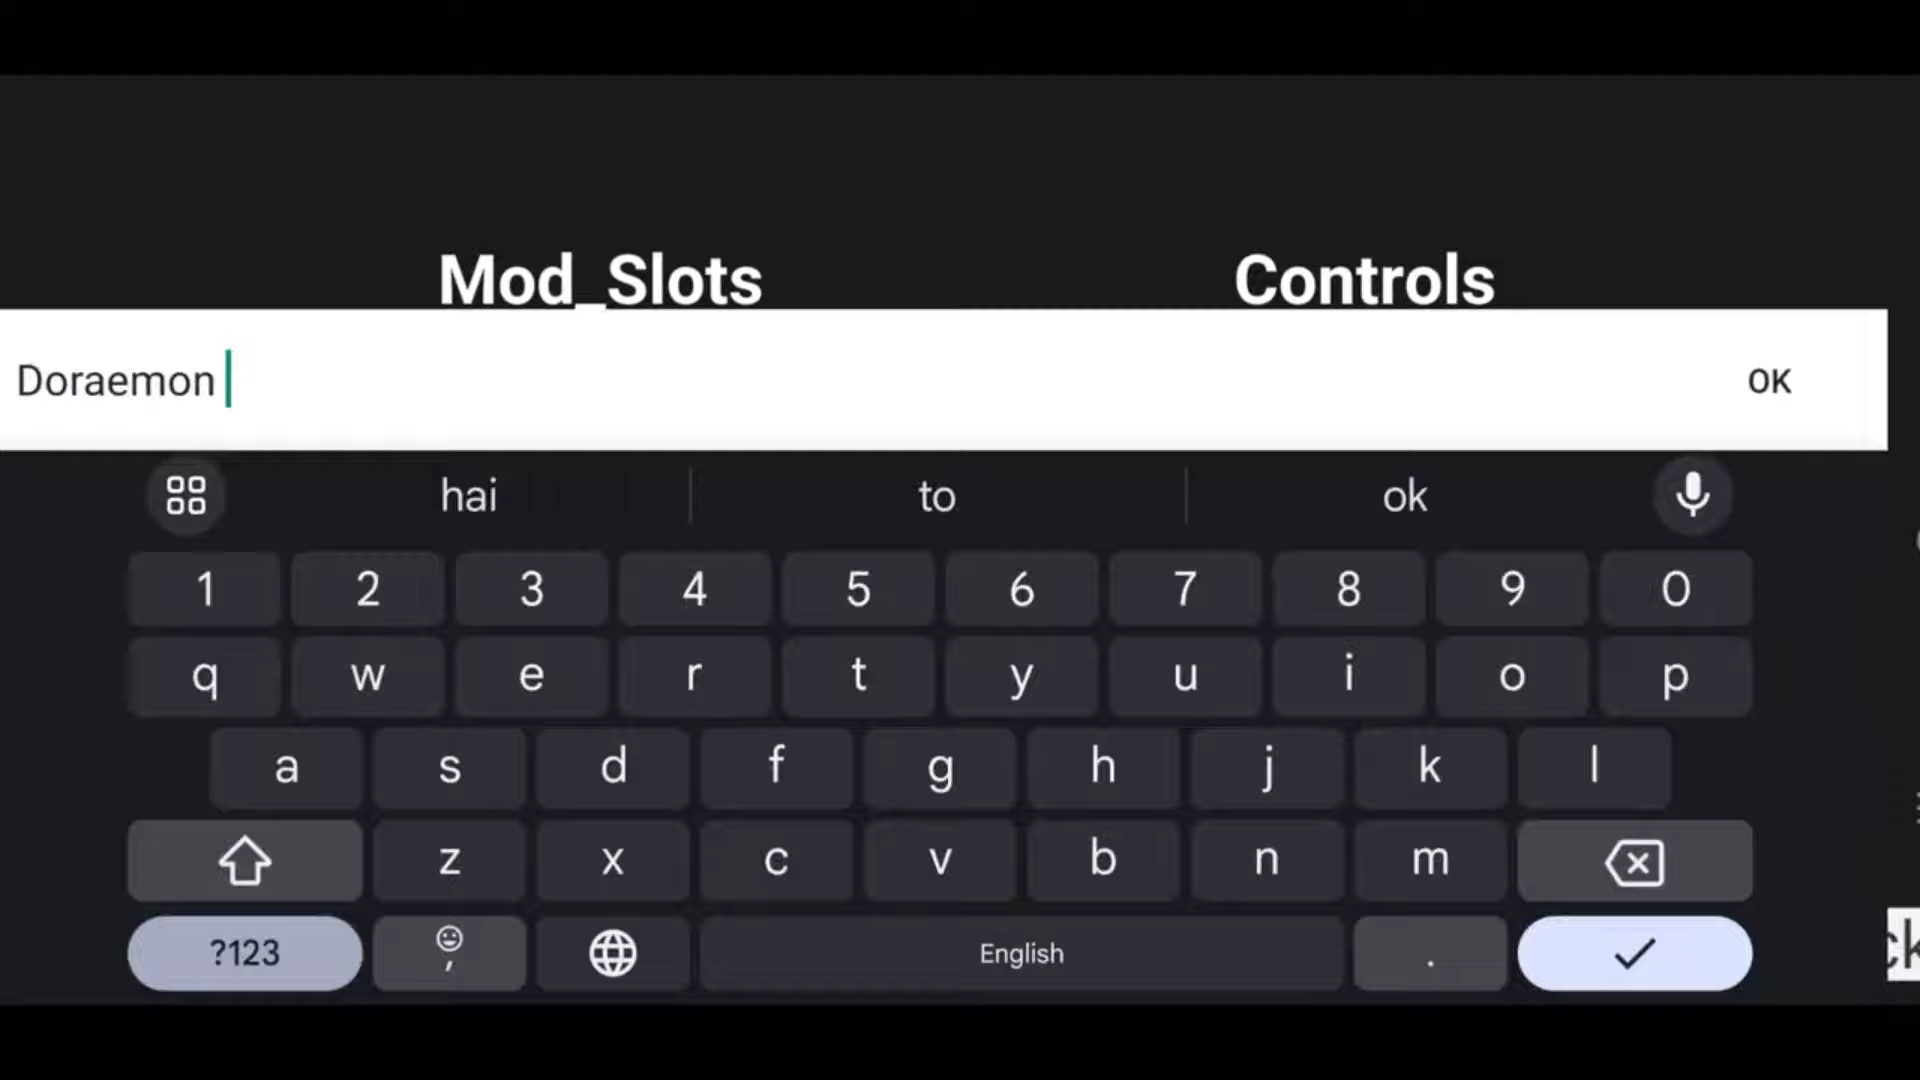 Mod_Slots Controls
Doraemon OK
hai to ok
1 2 3 4 5 6 7 8 9 0
q w e r t y u i o p
a s d f g h j k l
z x c v b n m
?123 , English .